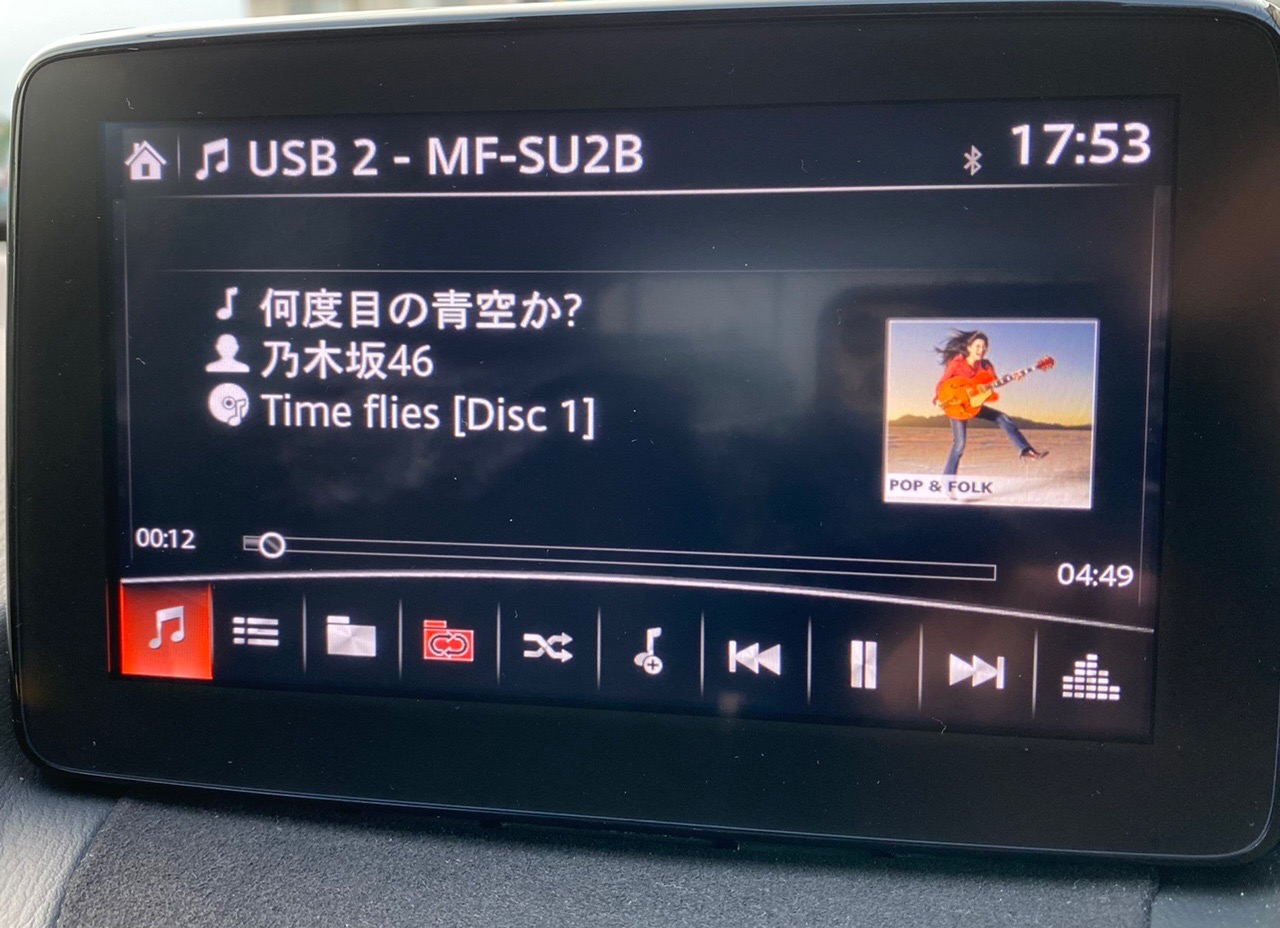 USB 2 - MF-SU2B
17:53
何度目の青空か?
乃木坂46
Time flies [Disc 1]
POP & FOLK
00:12
04:49